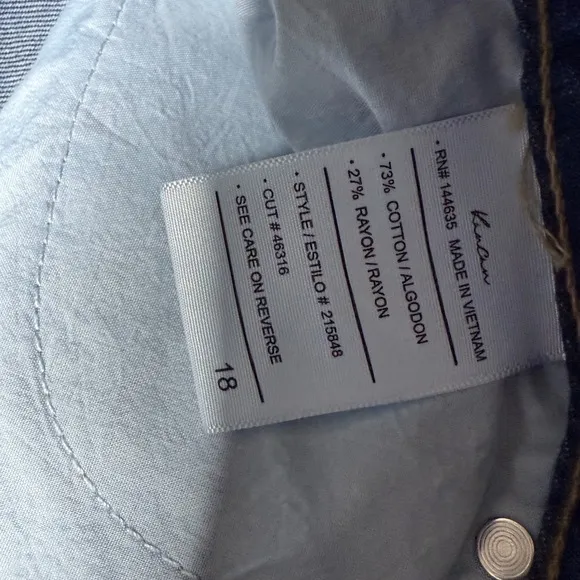 • RN# 144635 MADE IN VIETNAM
• 73% COTTON / ALGODON
• 27% RAYON / RAYON
• STYLE / ESTILO # 215848
• CUT # 46316
• SEE CARE ON REVERSE
18